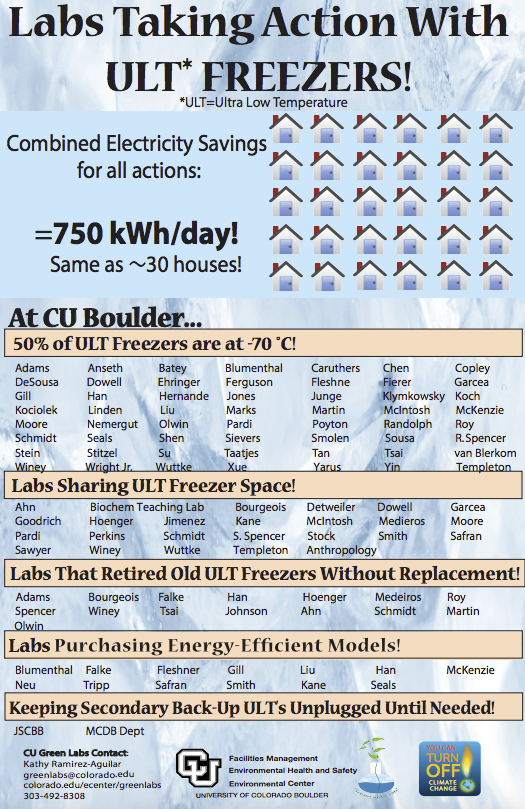 Labs Taking Action With
ULT* FREEZERS!
*ULT=Ultra Low Temperature
Combined Electricity Savings
for all actions:
=750 kWh/day!
Same as ~30 houses!
At CU Boulder...
50% of ULT Freezers are at -70 °C!
Adams Anseth Batey Blumenthal Caruthers Chen Copley
DeSousa Dowell Ehringer Ferguson Fleshne Fierer Garcea
Gill Han Hernande Jones Junge Klymkowsky Koch
Kociolek Linden Liu Marks Martin McIntosh McKenzie
Moore Nemergut Olwin Pardi Poyton Randolph Roy
Schmidt Seals Shen Sievers Smolen Sousa R. Spencer
Stein Stitzel Su Taatjes Tan Tsai van Blerkom
Winey Wright Jr. Wuttke Xue Yarus Yin Templeton
Labs Sharing ULT Freezer Space!
Ahn Biochem Teaching Lab Bourgeois Detweiler Dowell Garcea
Goodrich Hoenger Jimenez Kane McIntosh Medieros Moore
Pardi Perkins Schmidt S. Spencer Stock Smith Safran
Sawyer Winey Wuttke Templeton Anthropology
Labs That Retired Old ULT Freezers Without Replacement!
Adams Bourgeois Falke Han Hoenger Medeiros Roy
Spencer Winey Tsai Johnson Ahn Schmidt Martin
Olwin
Labs Purchasing Energy-Efficient Models!
Blumenthal Falke Fleshner Gill Liu Han McKenzie
Neu Tripp Safran Smith Kane Seals
Keeping Secondary Back-Up ULT's Unplugged Until Needed!
JSCBB MCDB Dept
CU Green Labs Contact:
Kathy Ramirez-Aguilar
greenlabs@colorado.edu
colorado.edu/ecenter/greenlabs
303-492-8308
CU
Facilities Management
Environmental Health and Safety
Environmental Center
UNIVERSITY OF COLORADO BOULDER
YOU CAN
TURN
OFF
CLIMATE
CHANGE